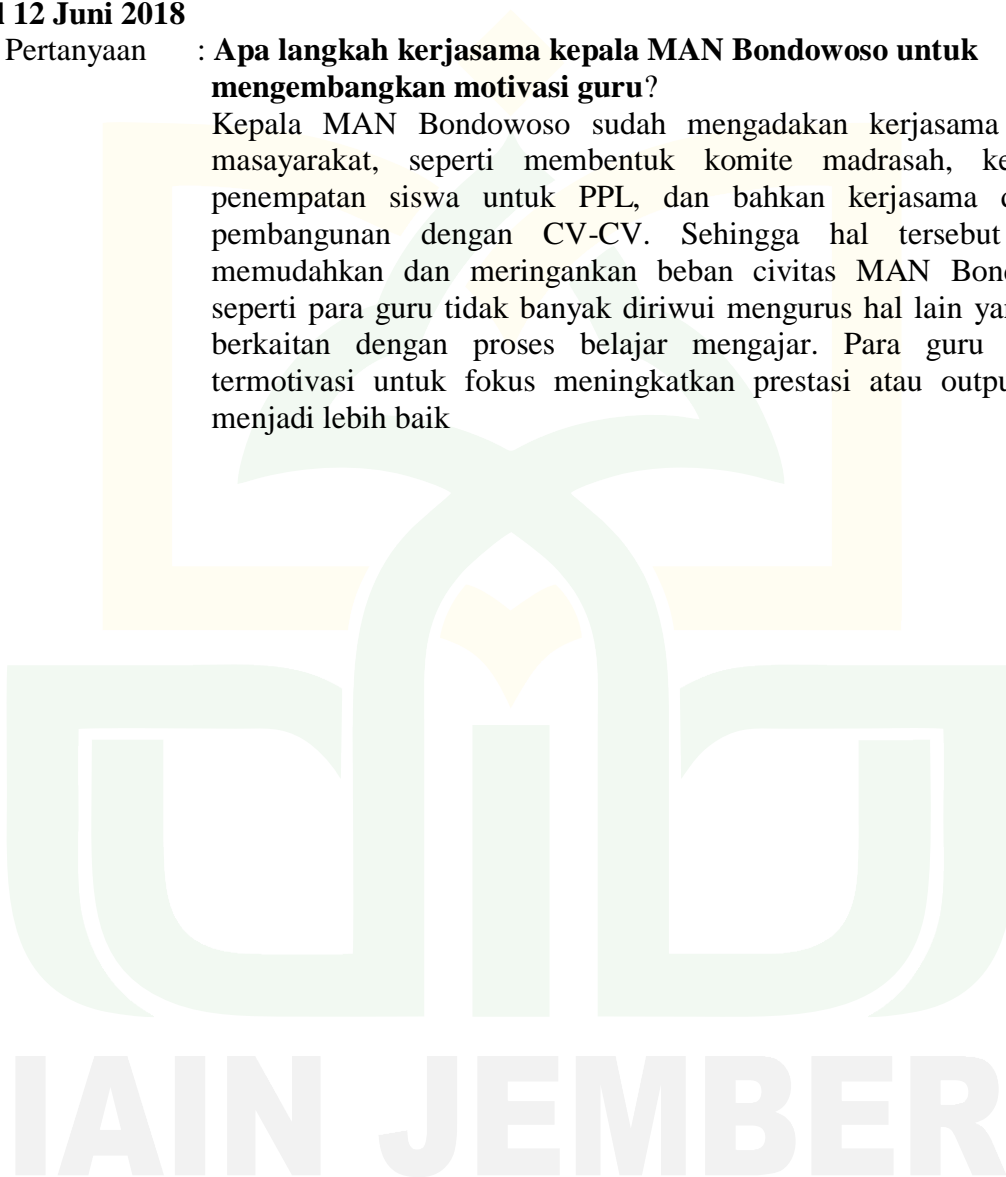 12 Juni 2018
Pertanyaan : Apa langkah kerjasama kepala MAN Bondowoso untuk
mengembangkan motivasi guru?
Kepala MAN Bondowoso sudah mengadakan kerjasama
masayarakat, seperti membentuk komite madrasah,
penempatan siswa untuk PPL, dan bahkan kerjasama
pembangunan dengan CV-CV. Sehingga hal tersebut
memudahkan dan meringankan beban civitas MAN
seperti para guru tidak banyak diriwui mengurus hal lain
berkaitan dengan proses belajar mengajar. Para guru
termotivasi untuk fokus meningkatkan prestasi atau
menjadi lebih baik
IAIN JEMBER